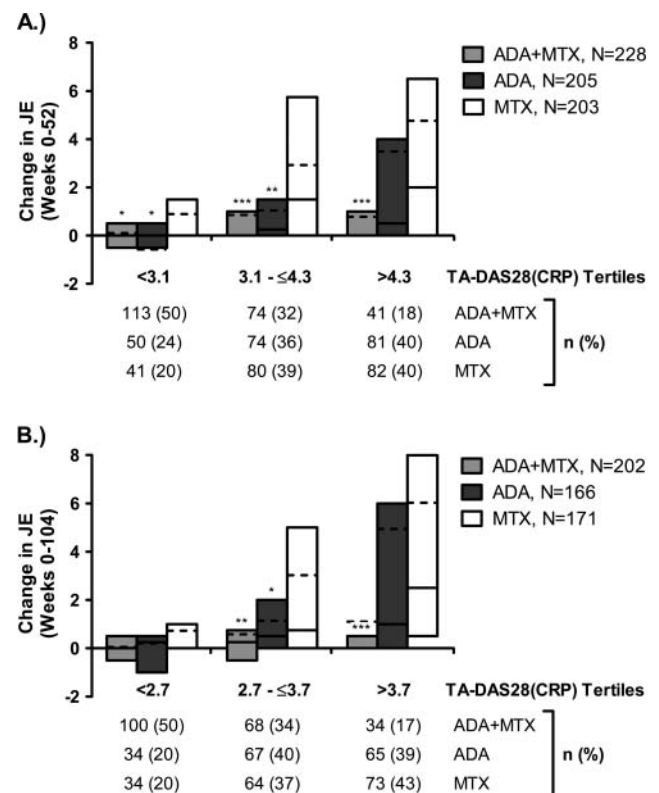 A.)
Change in JE
(Weeks 0-52)
8
6
4
2
0
-2
ADA+MTX, N=228
ADA, N=205
MTX, N=203
* * *** ** ***
<3.1 3.1 - ≤4.3 >4.3 TA-DAS28(CRP) Tertiles
113 (50) 74 (32) 41 (18) ADA+MTX
50 (24) 74 (36) 81 (40) ADA n (%)
41 (20) 80 (39) 82 (40) MTX
B.)
Change in JE
(Weeks 0-104)
8
6
4
2
0
-2
ADA+MTX, N=202
ADA, N=166
MTX, N=171
** * ***
<2.7 2.7 - ≤3.7 >3.7 TA-DAS28(CRP) Tertiles
100 (50) 68 (34) 34 (17) ADA+MTX
34 (20) 67 (40) 65 (39) ADA n (%)
34 (20) 64 (37) 73 (43) MTX